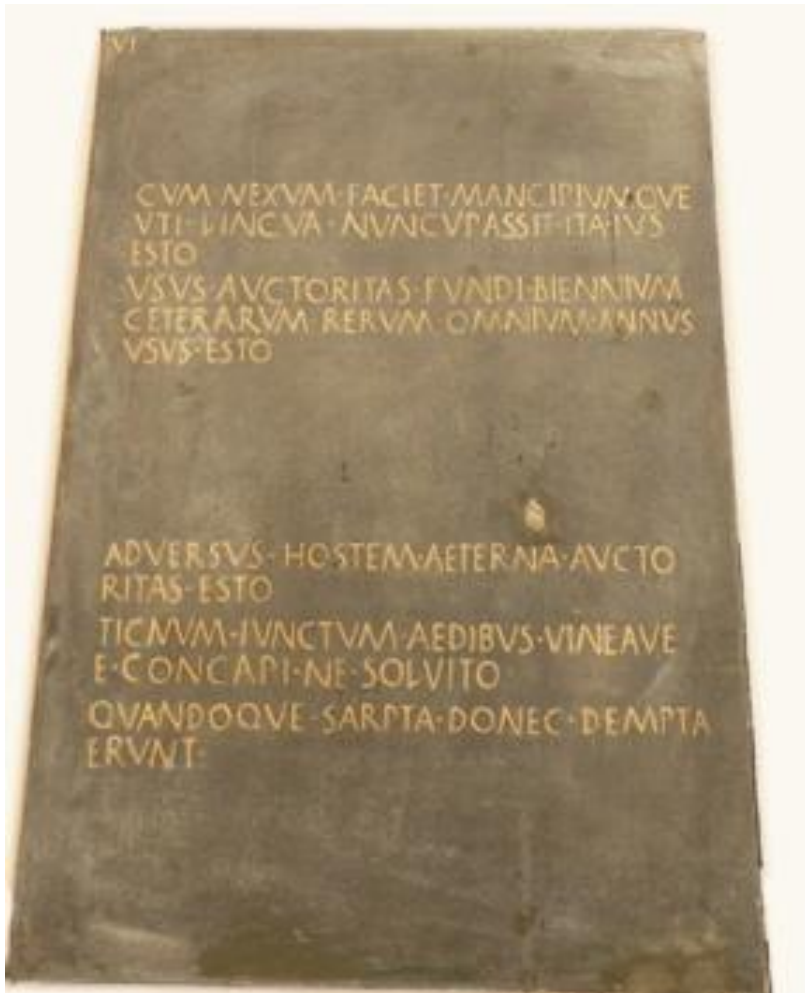 VI
CVM·NEXVM·FACIET·MANCIPIVMQVE
VTI·LINGVA·NVNCVPASSIT·ITA·IVS
ESTO
VSVS·AVCTORITAS·FVNDI·BIENNIVM
CETERARVM·RERVM·OMNIVM·ANNVS
VSVS·ESTO
ADVERSVS·HOSTEM·AETERNA·AVCTO
RITAS·ESTO
TIGNVM·IVNCTVM·AEDIBVS·VINEAVE
E·CONCAPI·NE·SOLVITO
QVANDOQVE·SARPTA·DONEC·DEMPTA
ERVNT·